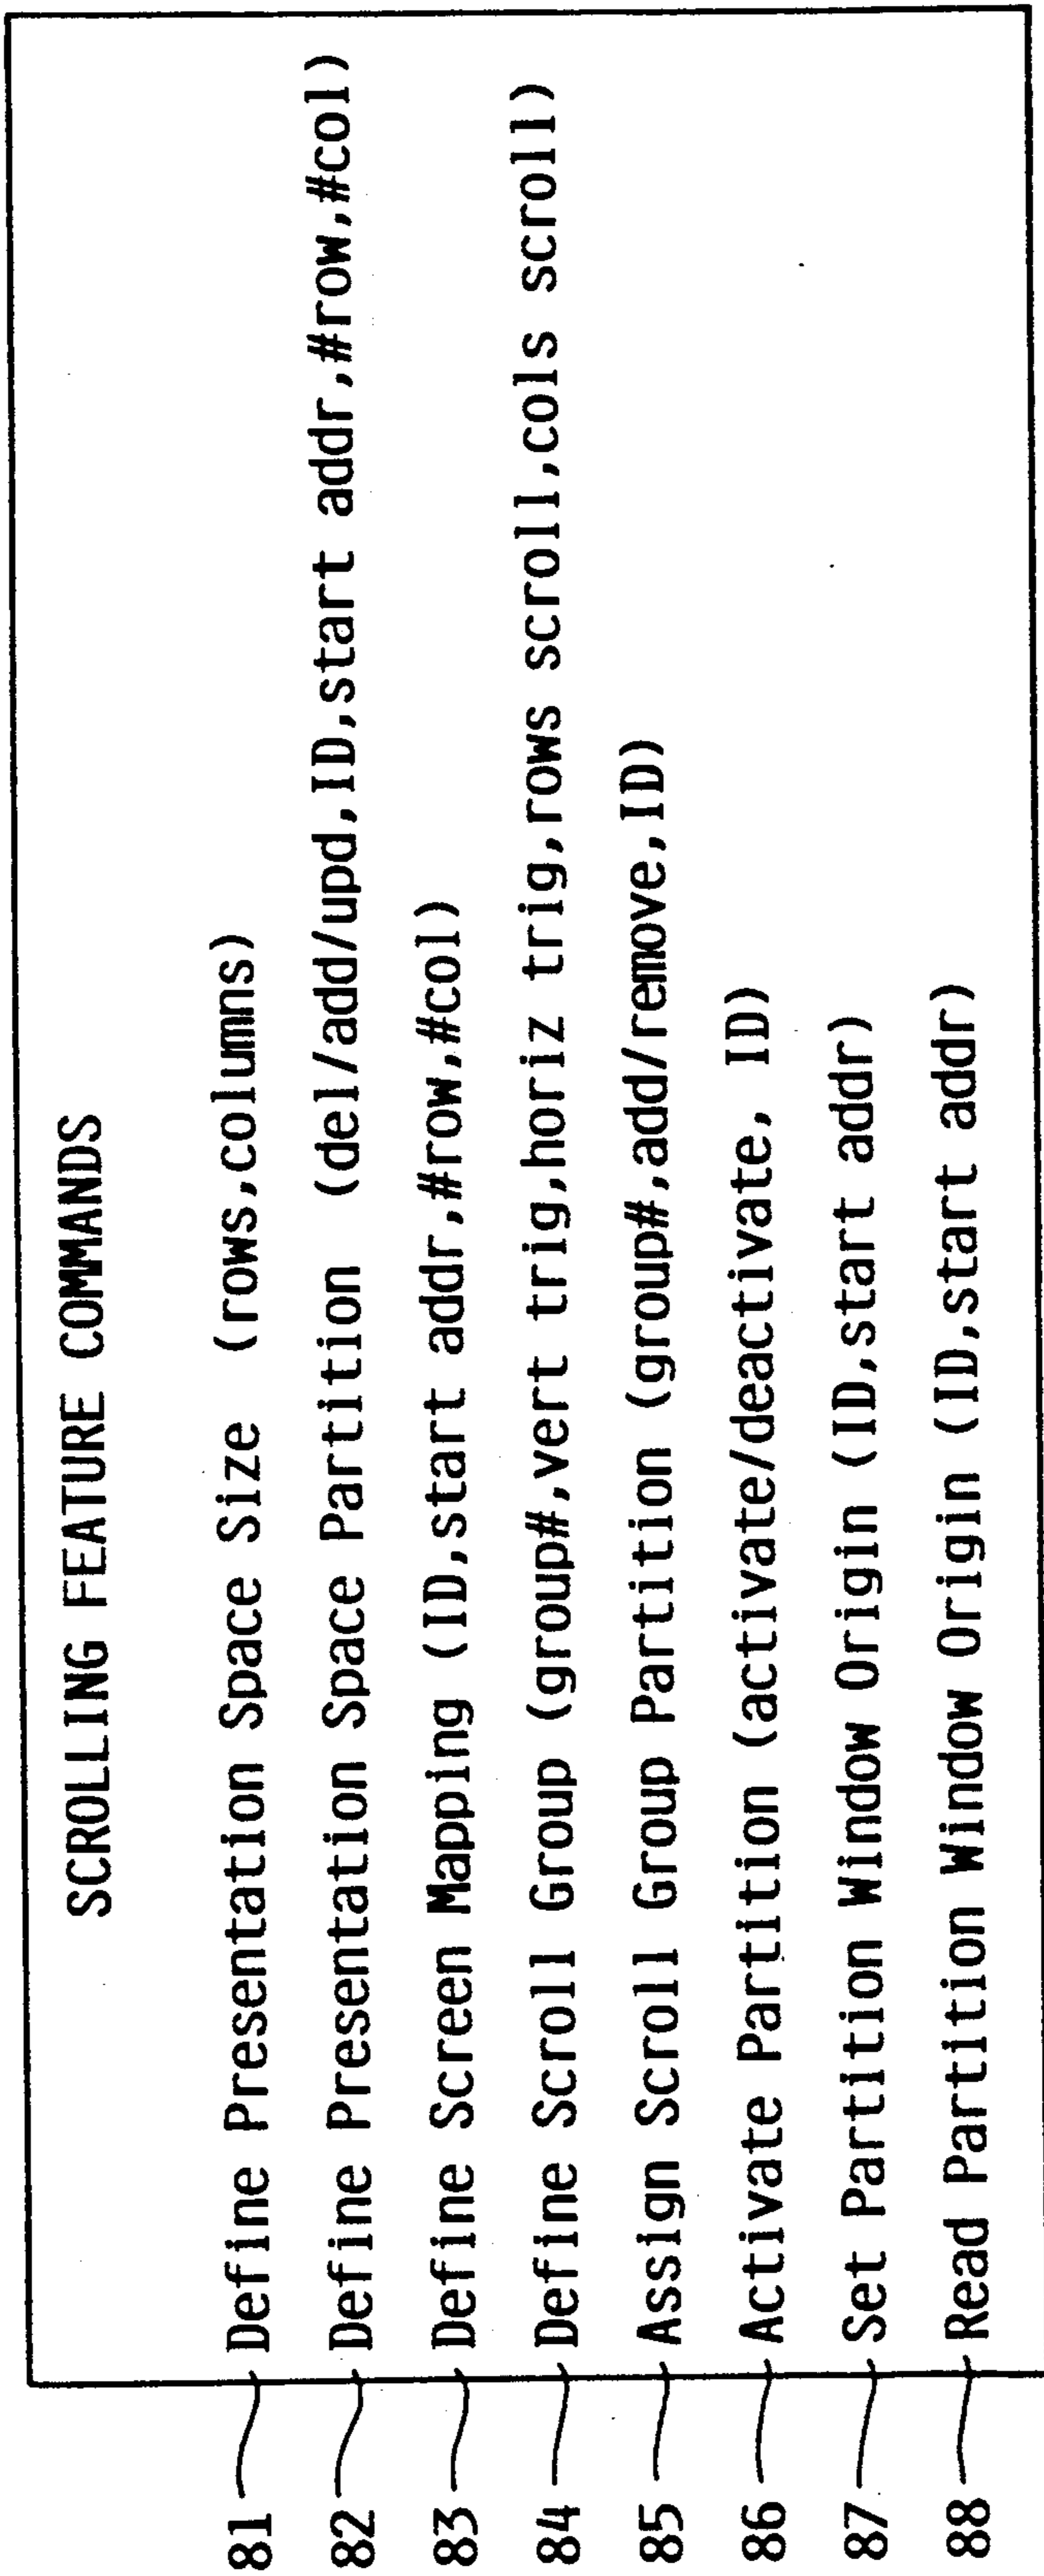 SCROLLING FEATURE COMMANDS
81 Define Presentation Space Size (rows,columns)
82 Define Presentation Space Partition (del/add/upd,ID,start addr,#row,#col)
83 Define Screen Mapping (ID,start addr,#row,#col)
84 Define Scroll Group (group#,vert trig,horiz trig,rows scroll,cols scroll)
85 Assign Scroll Group Partition (group#,add/remove,ID)
86 Activate Partition (activate/deactivate, ID)
87 Set Partition Window Origin (ID,start addr)
88 Read Partition Window Origin (ID,start addr)